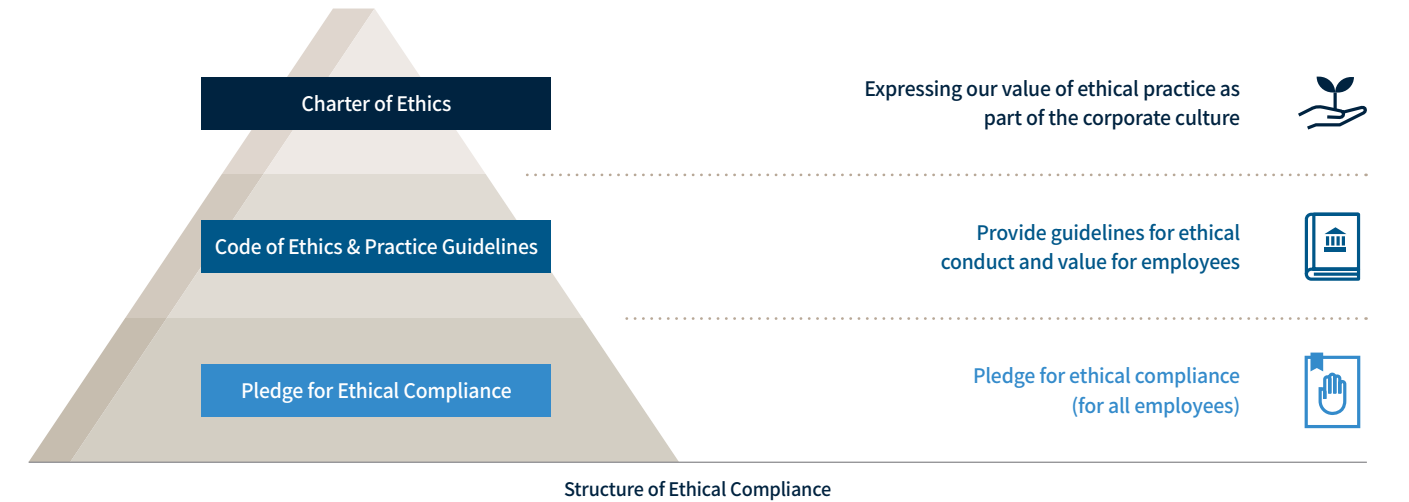 Charter of Ethics
Expressing our value of ethical practice as
part of the corporate culture
Code of Ethics & Practice Guidelines
Provide guidelines for ethical
conduct and value for employees
Pledge for Ethical Compliance
Pledge for ethical compliance
(for all employees)
Structure of Ethical Compliance